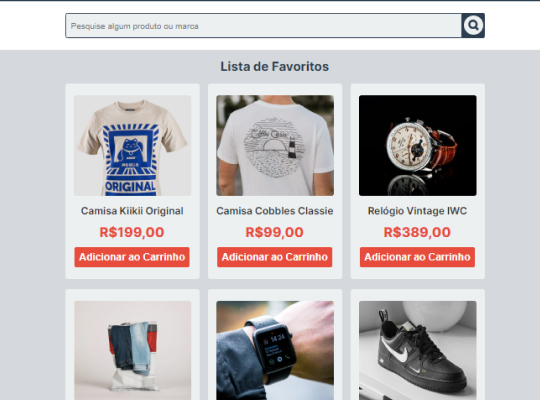 Pesquise algum produto ou marca
Lista de Favoritos
ORIGINAL
Camisa Kiikii Original
Camisa Cobbles Classie
Relógio Vintage IWC
R$199,00
R$99,00
R$389,00
Adicionar ao Carrinho
Adicionar ao Carrinho
Adicionar ao Carrinho